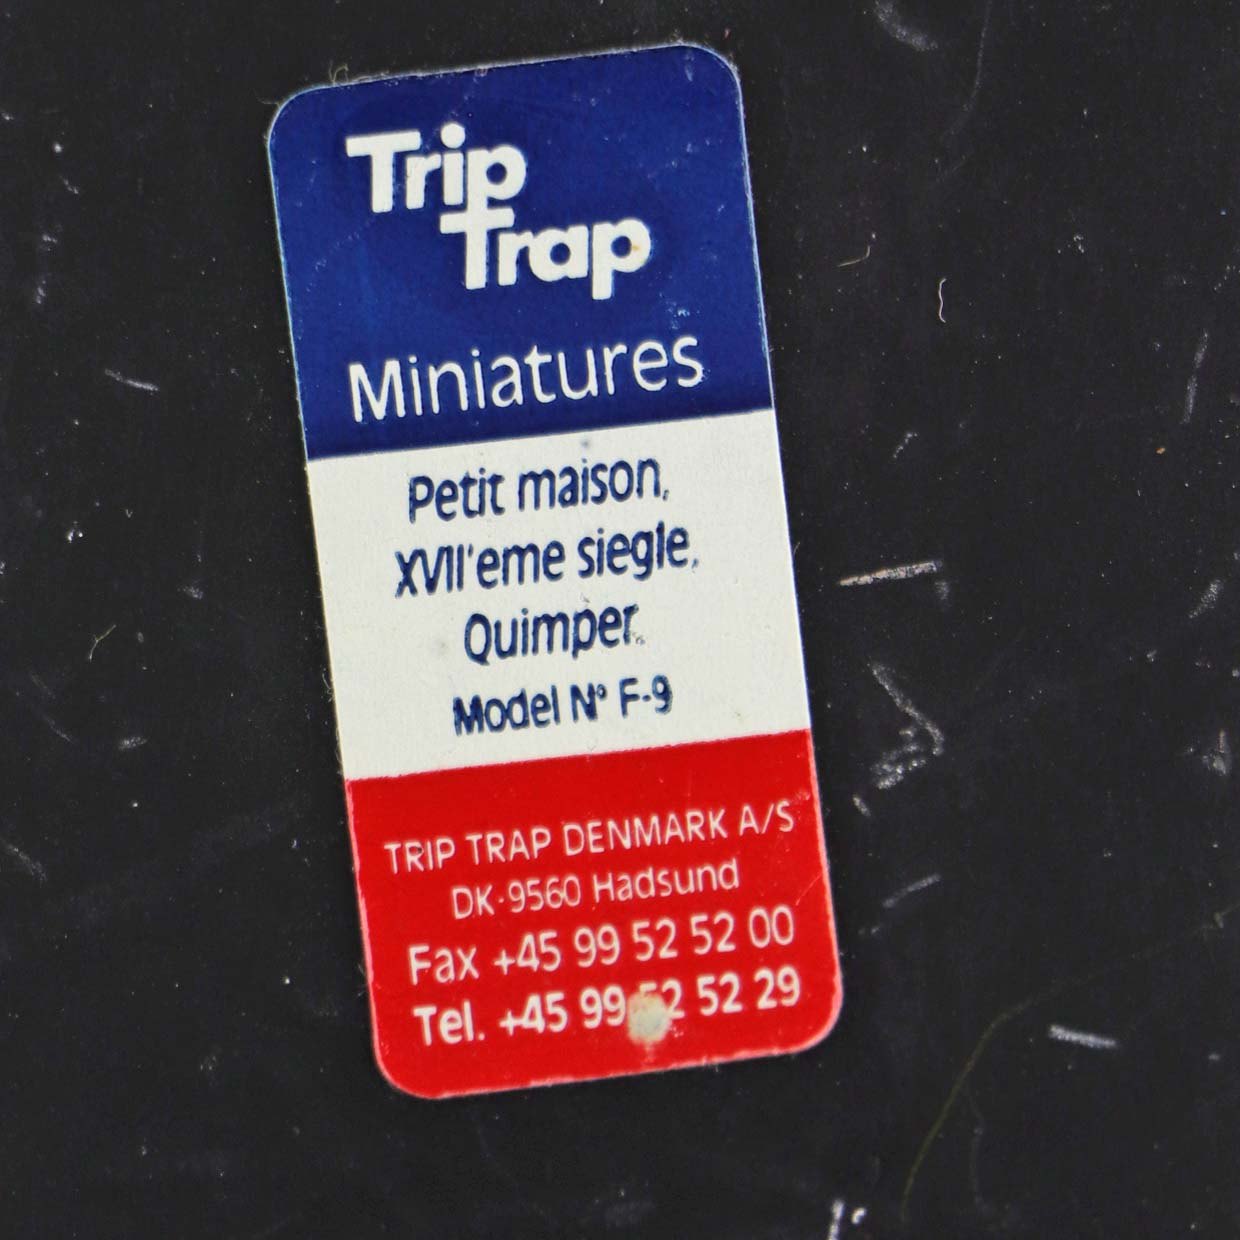 Trip
Trap
Miniatures
Petit maison,
XVII'eme siegle,
Quimper.
Model N° F-9
TRIP TRAP DENMARK A/S
DK-9560 Hadsund
Fax +45 99 52 52 00
Tel. +45 99 52 52 29